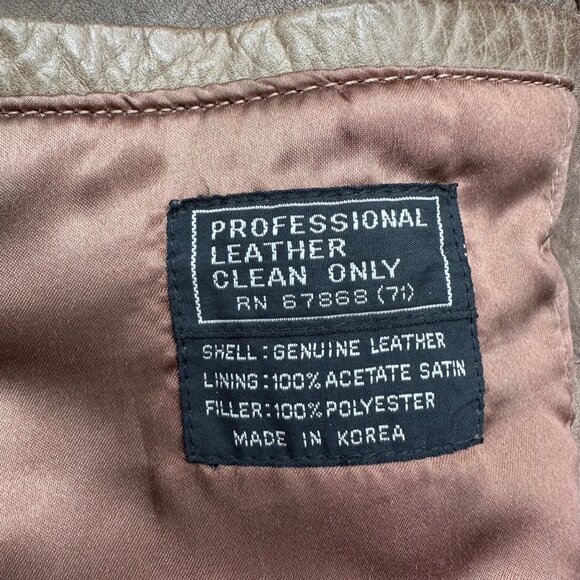 PROFESSIONAL
LEATHER
CLEAN ONLY
RN 67868 (71)
SHELL: GENUINE LEATHER
LINING: 100% ACETATE SATIN
FILLER: 100% POLYESTER
MADE IN KOREA